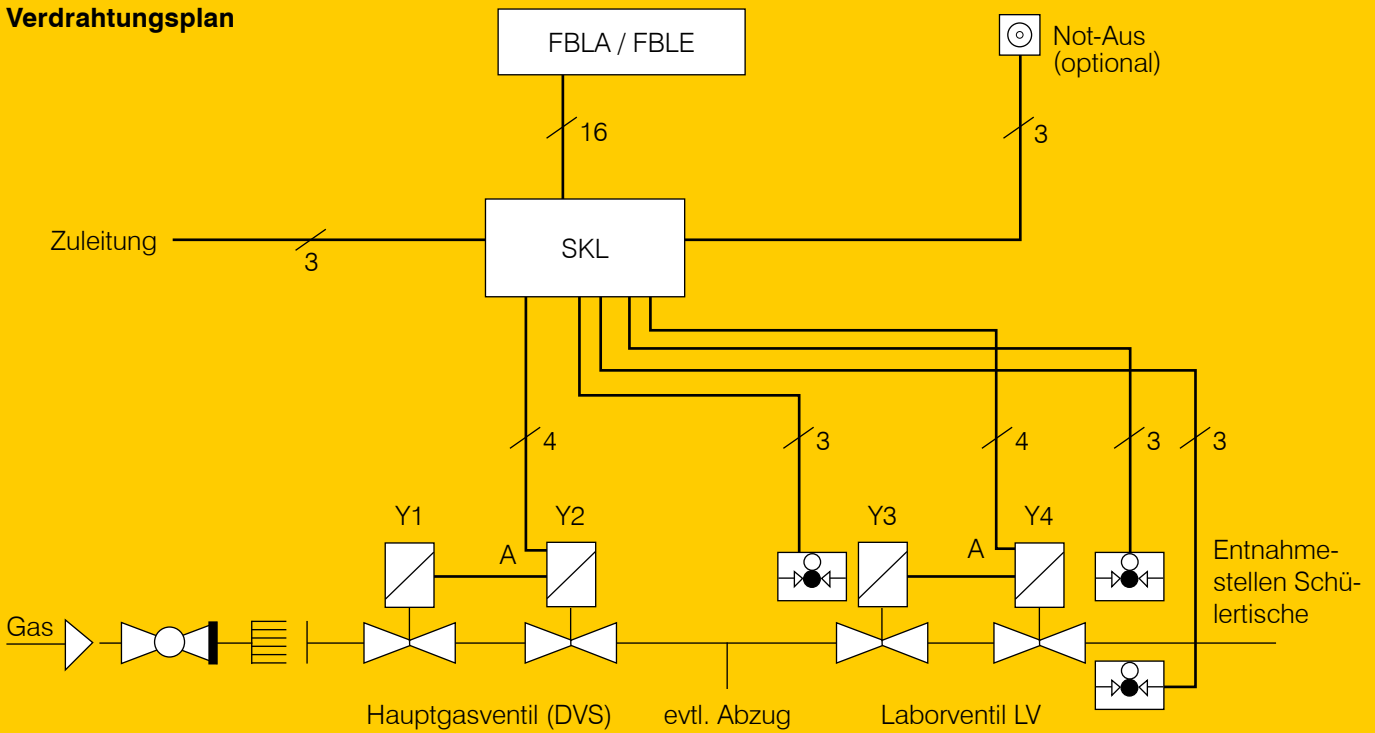 Verdrahtungsplan
FBLA / FBLE
Not-Aus
(optional)
16
3
Zuleitung
3
SKL
4
3
4
3
3
Y1
Y2
Y3
Y4
A
A
Entnahme-
stellen Schü-
lertische
Gas
Hauptgasventil (DVS)
evtl. Abzug
Laborventil LV